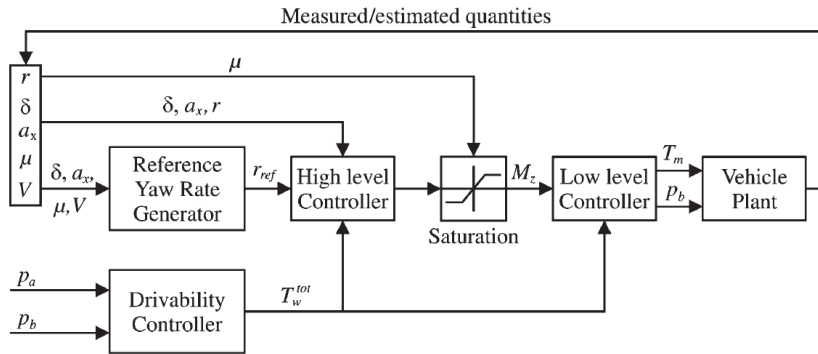 Measured/estimated quantities
r
δ
a_x
μ
V
μ
δ, a_x, r
δ, a_x,
μ, V
Reference
Yaw Rate
Generator
r_ref
High level
Controller
Saturation
M_z
Low level
Controller
T_m
p_b
Vehicle
Plant
p_a
p_b
Drivability
Controller
T_w^tot